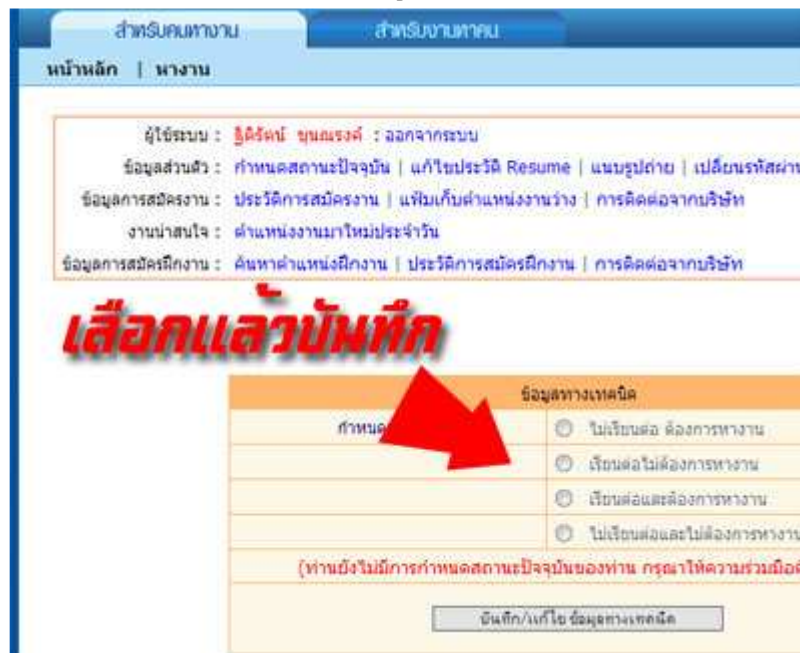 สำหรับคนหางาน สำหรับงานหาคน
หน้าหลัก | หางาน
ผู้ใช้ระบบ : ฐิติรัตน์ บุนณรงค์ : ออกจากระบบ
ข้อมูลส่วนตัว : กำหนดสถานะปัจจุบัน | แก้ไขประวัติ Resume | แนบรูปถ่าย | เปลี่ยนรหัสผ่าน
ข้อมูลการสมัครงาน : ประวัติการสมัครงาน | แฟ้มเก็บตำแหน่งงานว่าง | การติดต่อจากบริษัท
งานน่าสนใจ : ตำแหน่งงานมาใหม่ประจำวัน
ข้อมูลการสมัครฝึกงาน : ค้นหาตำแหน่งฝึกงาน | ประวัติการสมัครฝึกงาน | การติดต่อจากบริษัท
เลือกแล้วบันทึก
ข้อมูลทางเทคนิค
กำหนด ไม่เรียนต่อ ต้องการหางาน
เรียนต่อไม่ต้องการหางาน
เรียนต่อและต้องการหางาน
ไม่เรียนต่อและไม่ต้องการหางาน
(ท่านยังไม่มีการกำหนดสถานะปัจจุบันของท่าน กรุณาให้ความร่วมมือ
บันทึก/แก้ไข ข้อมูลทางเทคนิค